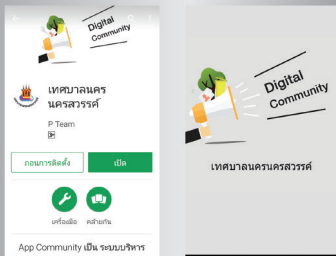 Digital
Community
เทศบาลนคร
นครสวรรค์
P Team
ถอนการติดตั้ง
เปิด
เครื่องมือ
คล้ายกัน
App Community เป็น ระบบบริหาร
Digital
Community
เทศบาลนครนครสวรรค์